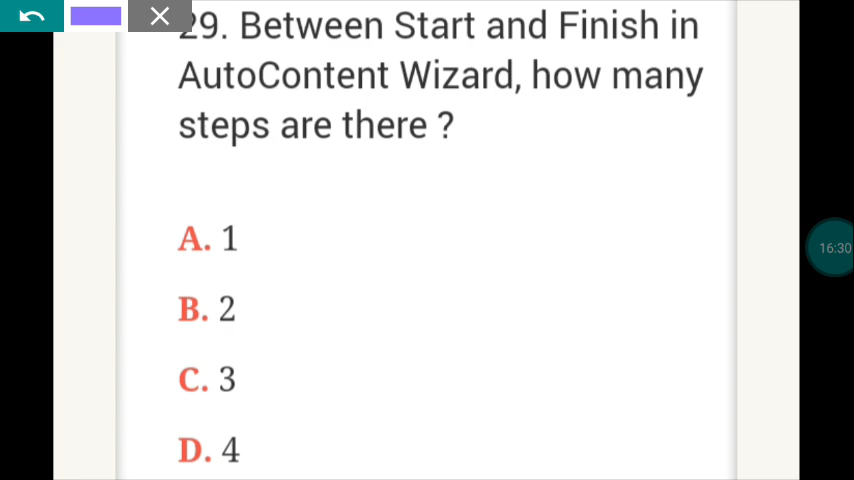 29. Between Start and Finish in
AutoContent Wizard, how many
steps are there ?
A. 1
B. 2
C. 3
D. 4
16:30